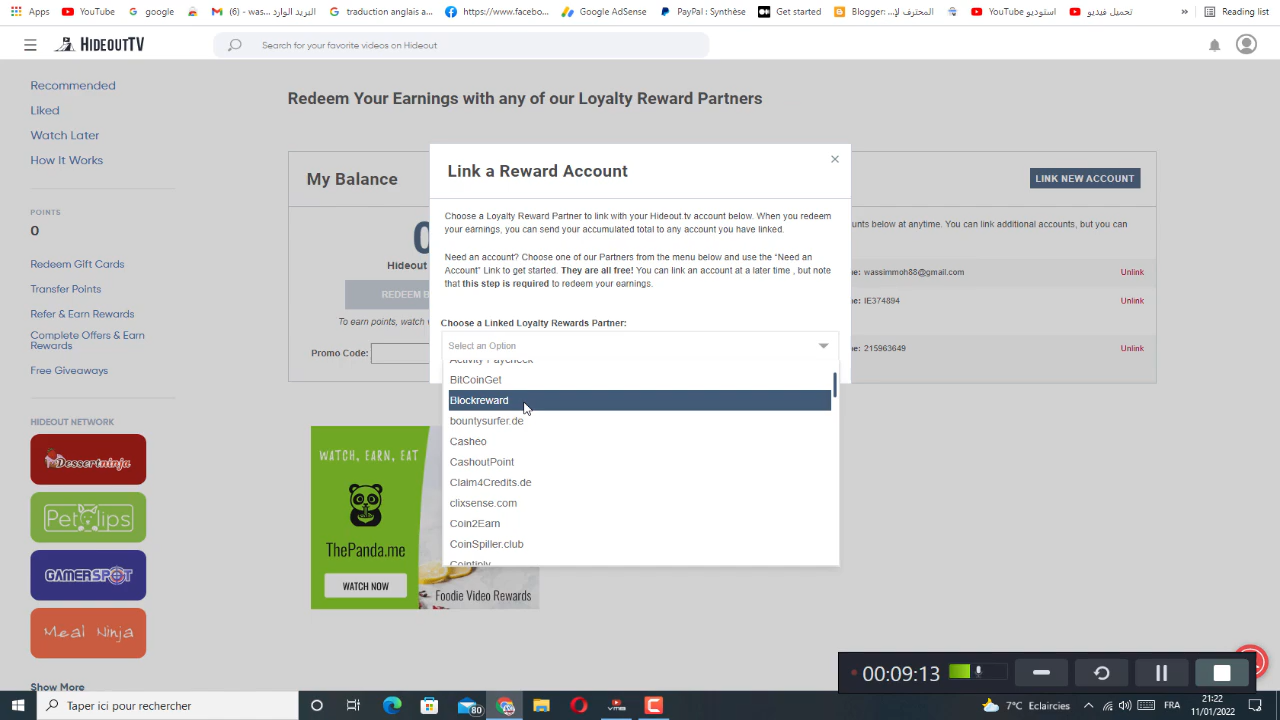 التطبيقات
YouTube
google
(6) البريد الوارد - was...
traduction anglais a...
https://www.facebo...
Google AdSense
PayPal : Synthèse
Get started
Blogger: المحترف لإ...
استوديو YouTube
تحميل فيديو
»
Reading list
HIDEOUTTV
Search for your favorite videos on Hideout
Recommended
Liked
Watch Later
How It Works
POINTS
0
Redeem Gift Cards
Transfer Points
Refer & Earn Rewards
Complete Offers & Earn
Rewards
Free Giveaways
HIDEOUT NETWORK
Dessertninja
GAMERSPOT
Meal Ninja
Show More
Redeem Your Earnings with any of our Loyalty Reward Partners
My Balance
Hideout
REDEEM B
To earn points, watch
Promo Code:
LINK NEW ACCOUNT
ounts below at anytime. You can link additional accounts, but you can
e: wassimmoh88@gmail.com
Unlink
e: IE374894
Unlink
215963649
Unlink
Link a Reward Account
×
Choose a Loyalty Reward Partner to link with your Hideout.tv account below. When you redeem
your earnings, you can send your accumulated total to any account you have linked.
Need an account? Choose one of our Partners from the menu below and use the "Need an
Account" Link to get started. They are all free! You can link an account at a later time , but note
that this step is required to redeem your earnings.
Choose a Linked Loyalty Rewards Partner:
Select an Option
Activity Paycheck
BitCoinGet
Blockreward
bountysurfer.de
Casheo
CashoutPoint
Claim4Credits.de
clixsense.com
Coin2Earn
CoinSpiller.club
Cointiply
WATCH, EARN, EAT
ThePanda.me
WATCH NOW
Foodie Video Rewards
00:09:13
Taper ici pour rechercher
80
7°C Eclaircies
FRA
21:22
11/01/2022